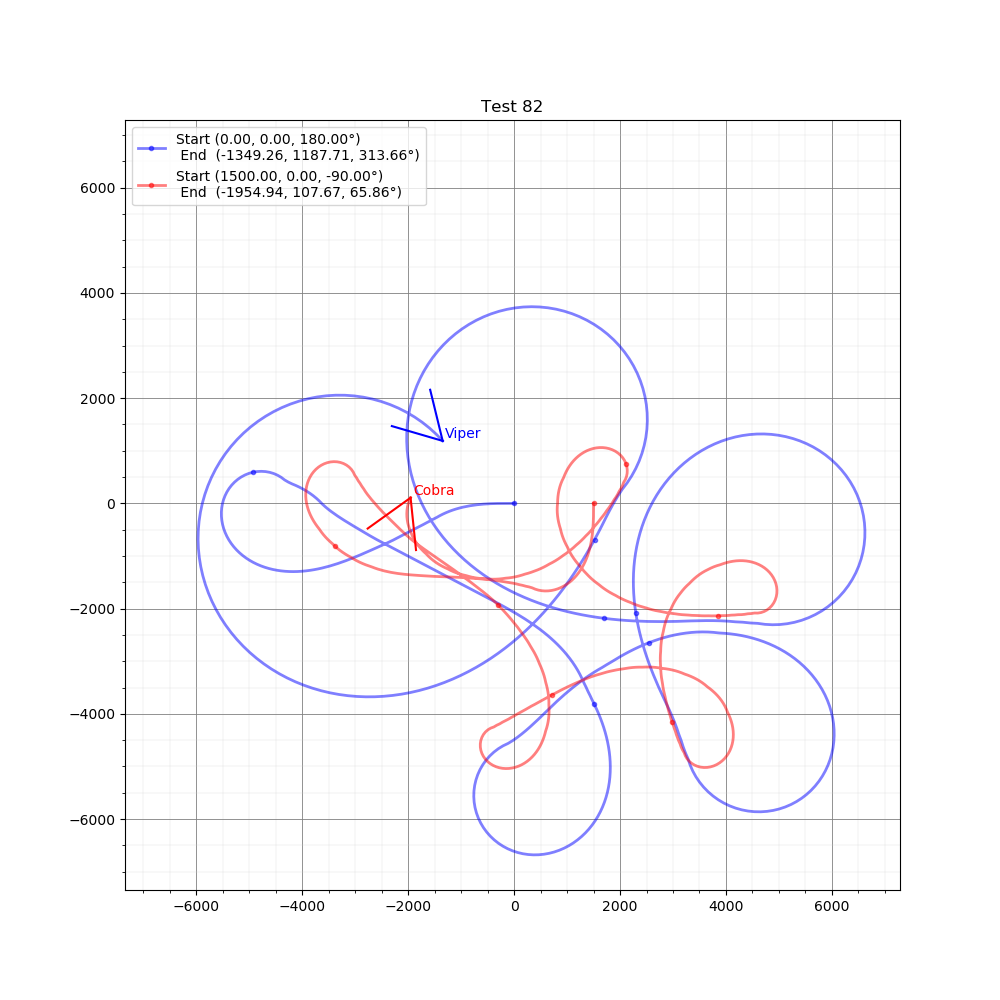 Test 82
Start (0.00, 0.00, 180.00°)
End (-1349.26, 1187.71, 313.66°)
Start (1500.00, 0.00, -90.00°)
End (-1954.94, 107.67, 65.86°)
6000
4000
2000
Viper
Cobra
0
−2000
−4000
−6000
−6000 −4000 −2000 0 2000 4000 6000